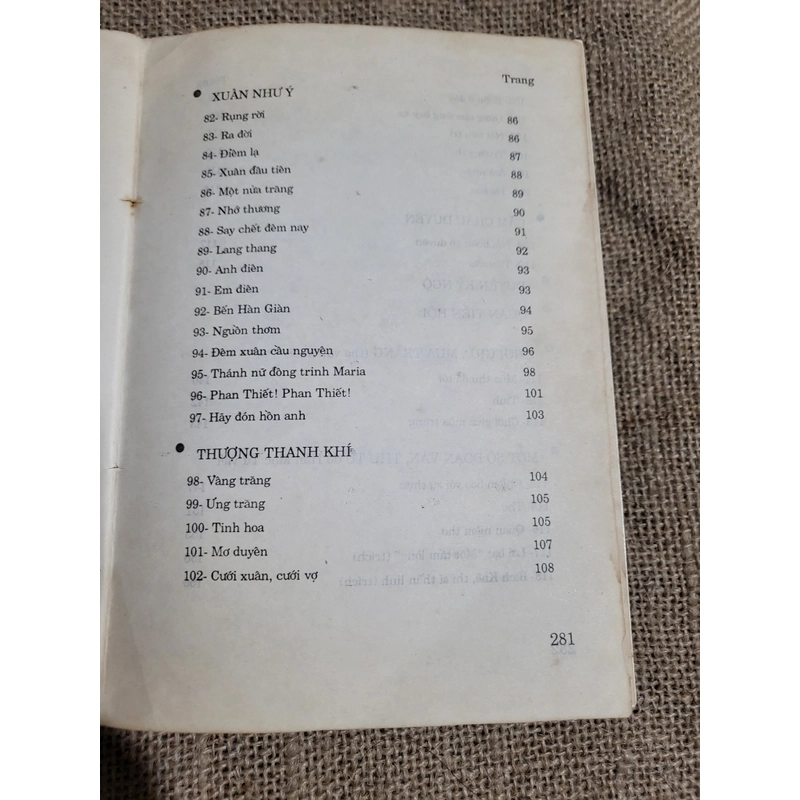 Trang
• XUÂN NHƯ Ý
82- Rụng rời 86
83- Ra đời 86
84- Điềm lạ 87
85- Xuân đầu tiên 88
86- Một nửa trăng 89
87- Nhớ thương 90
88- Say chết đêm nay 91
89- Lang thang 92
90- Anh điên 93
91- Em điên 93
92- Bến Hàn Giàn 94
93- Nguồn thơm 95
94- Đêm xuân cầu nguyện 96
95- Thánh nữ đồng trinh Maria 98
96- Phan Thiết! Phan Thiết! 101
97- Hãy đón hồn anh 103
• THƯỢNG THANH KHÍ
98- Vàng trăng 104
99- Ưng trăng 105
100- Tinh hoa 105
101- Mơ duyên 107
102- Cưới xuân, cưới vợ 108
281